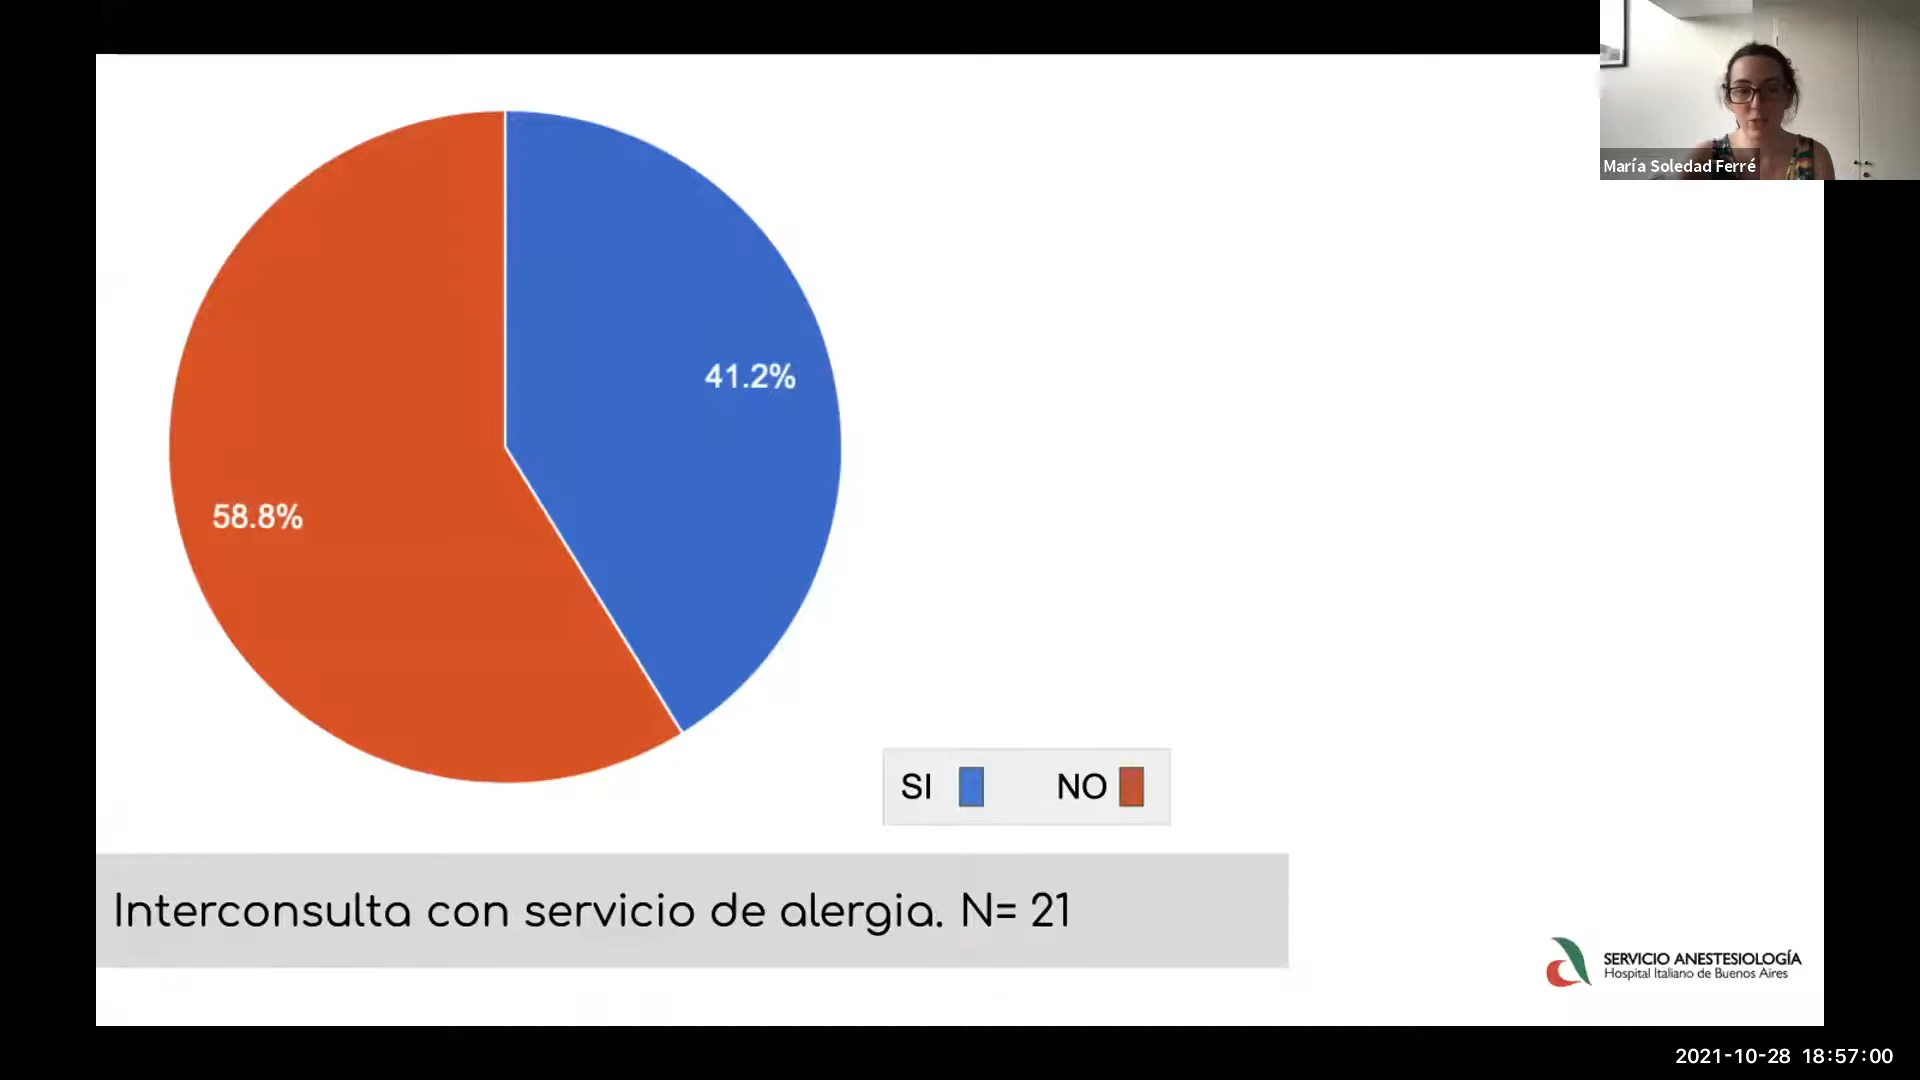 María Soledad Ferré
41.2%
58.8%
SI NO
Interconsulta con servicio de alergia. N= 21
SERVICIO ANESTESIOLOGÍA
Hospital Italiano de Buenos Aires
2021-10-28 18:57:00